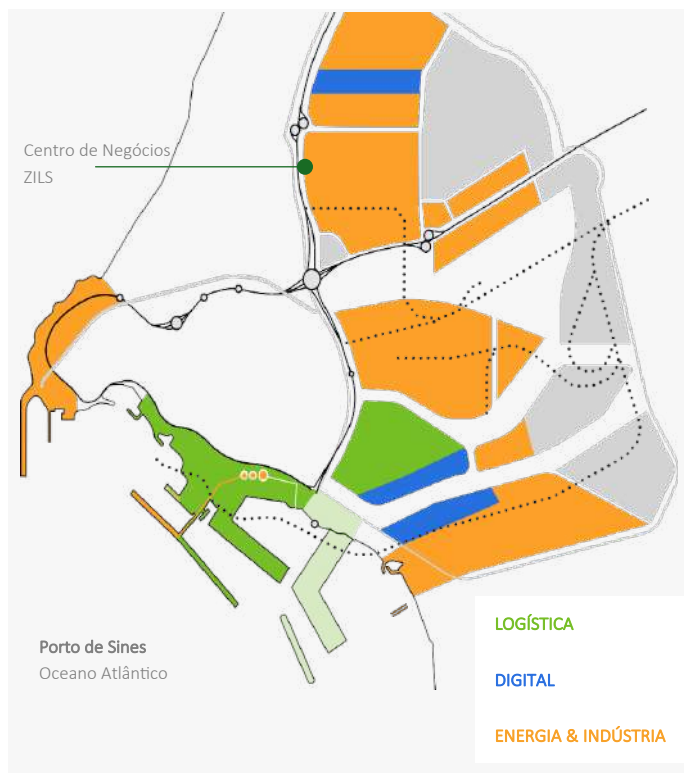 Centro de Negócios
ZILS
Porto de Sines
Oceano Atlântico
LOGÍSTICA
DIGITAL
ENERGIA & INDÚSTRIA